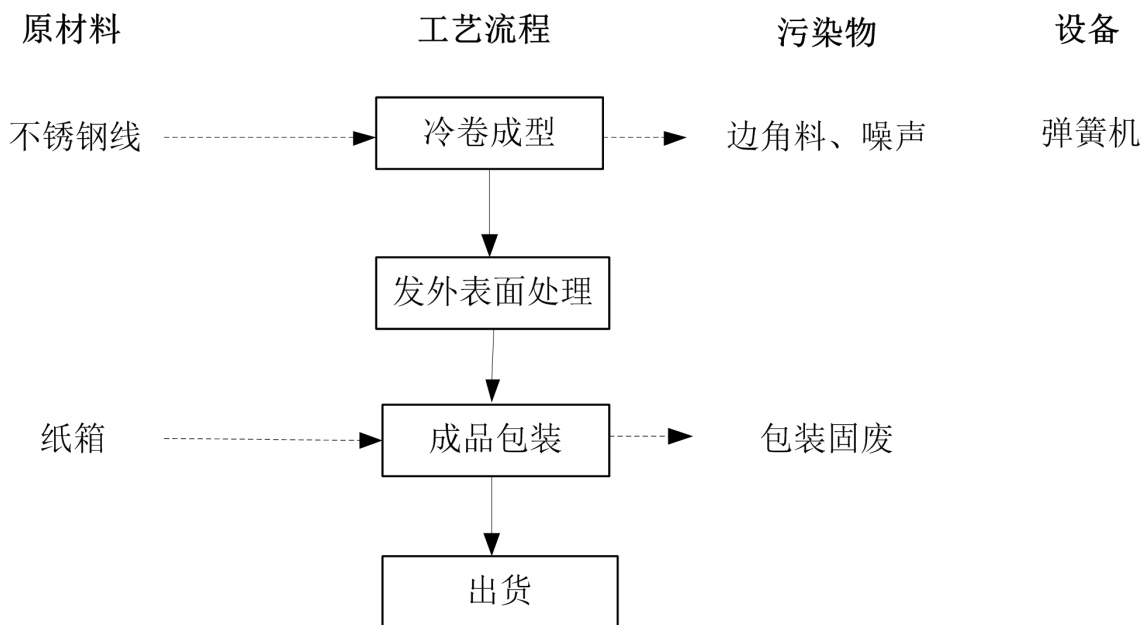 原材料 工艺流程 污染物 设备
不锈钢线 冷卷成型 边角料、噪声 弹簧机
发外表面处理
纸箱 成品包装 包装固废
出货